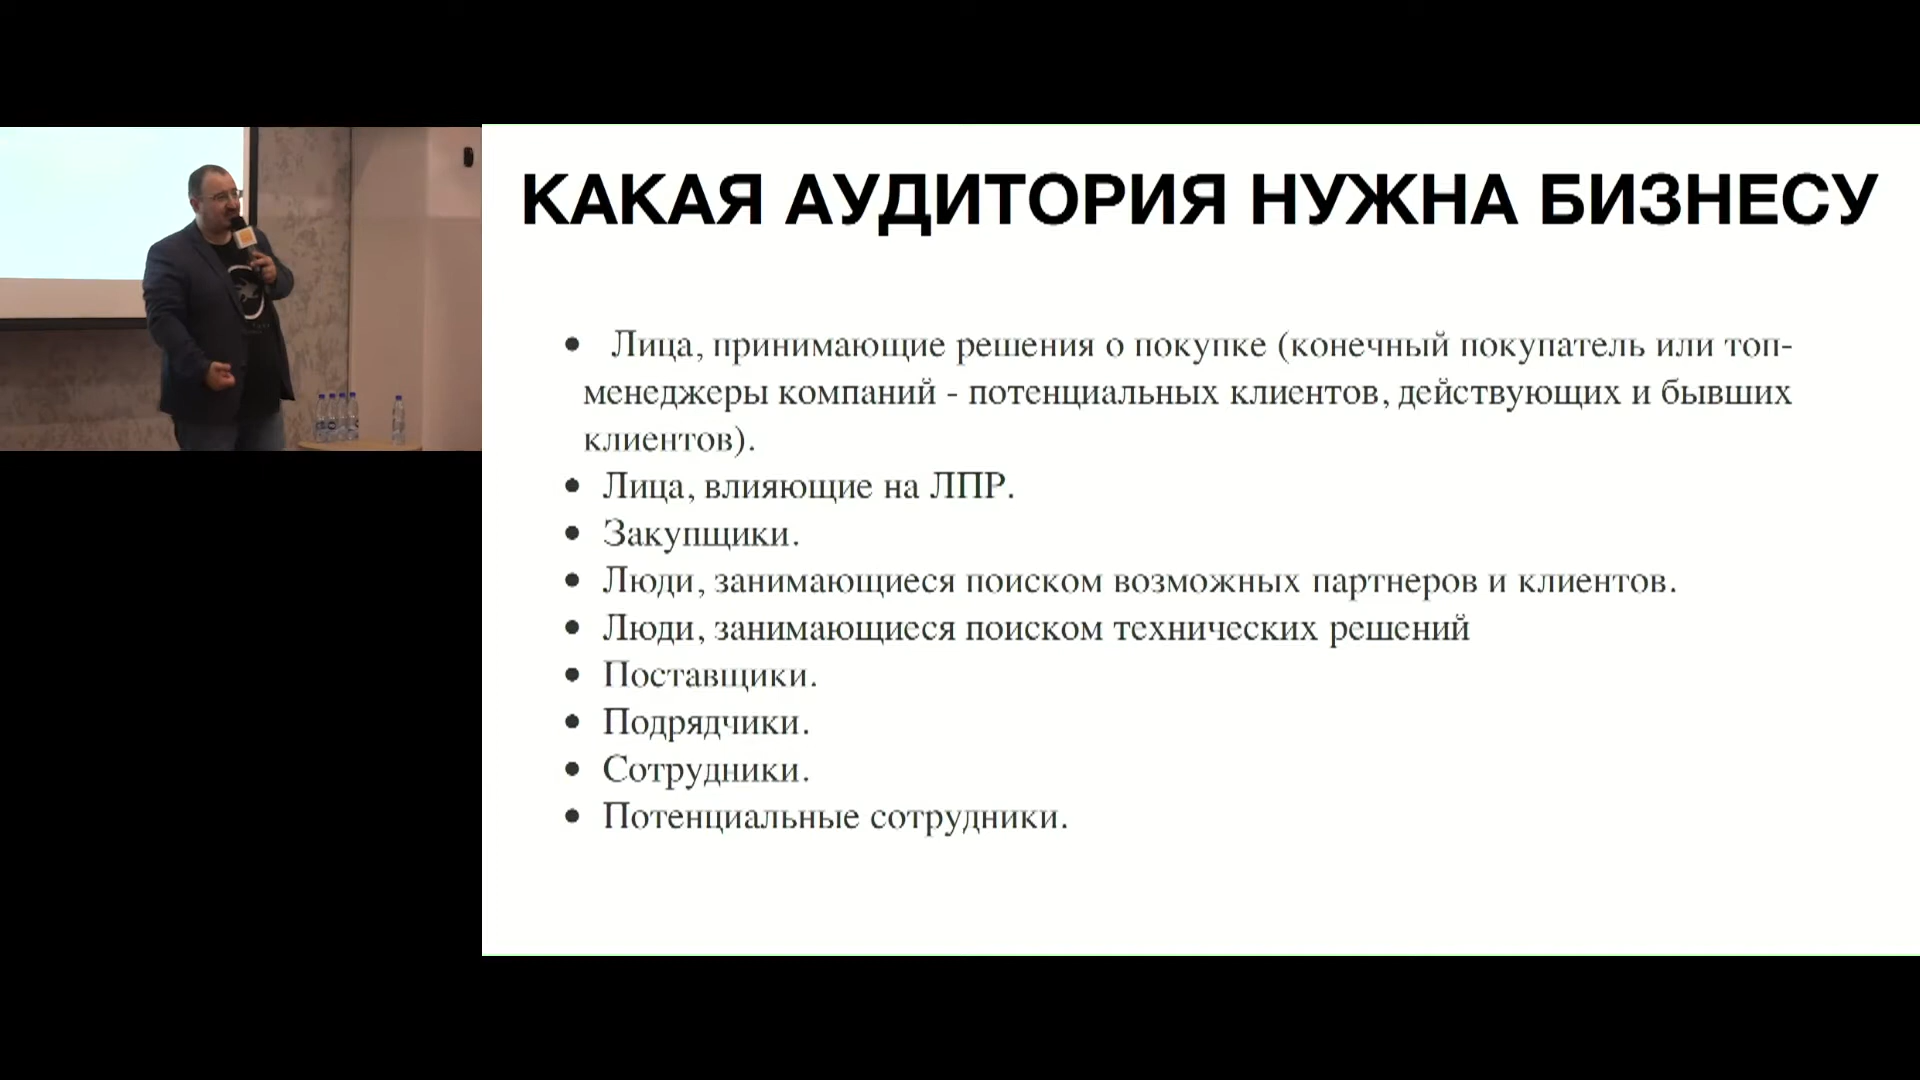 КАКАЯ АУДИТОРИЯ НУЖНА БИЗНЕСУ
• Лица, принимающие решения о покупке (конечный покупатель или топ-
менеджеры компаний - потенциальных клиентов, действующих и бывших
клиентов).
• Лица, влияющие на ЛПР.
• Закупщики.
• Люди, занимающиеся поиском возможных партнеров и клиентов.
• Люди, занимающиеся поиском технических решений
• Поставщики.
• Подрядчики.
• Сотрудники.
• Потенциальные сотрудники.